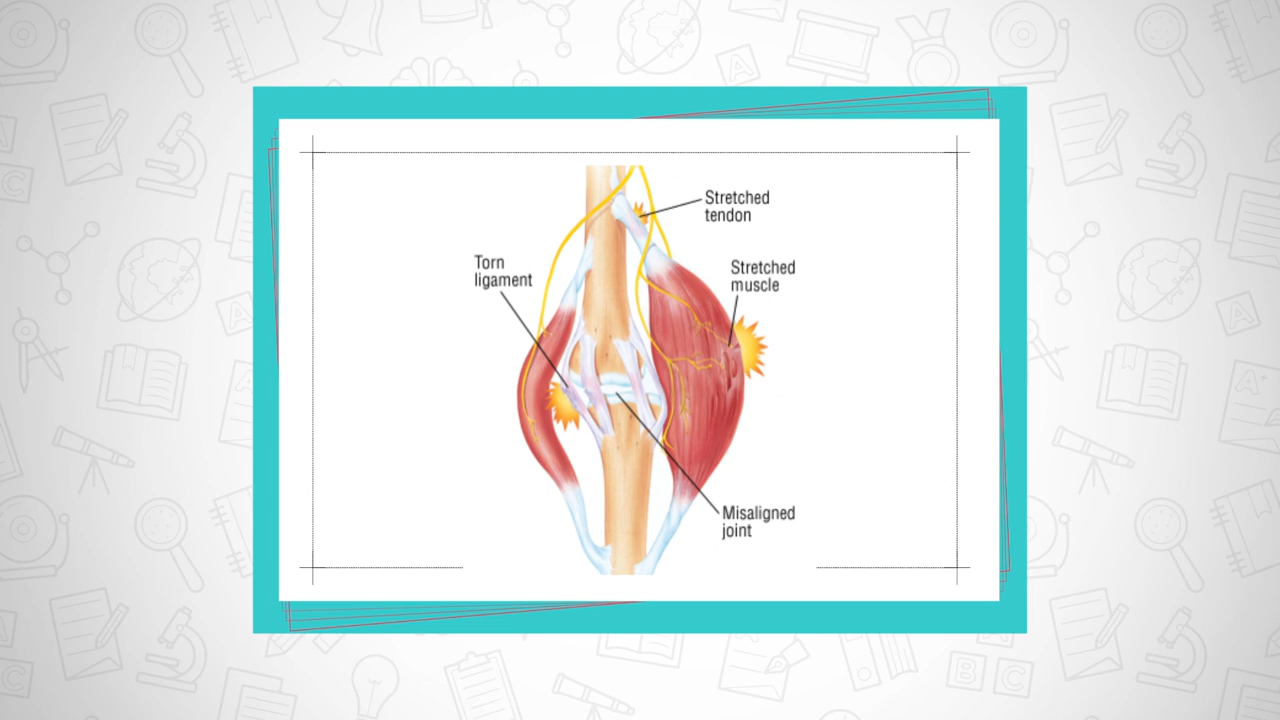 Stretched
tendon
Torn
ligament
Stretched
muscle
Misaligned
joint